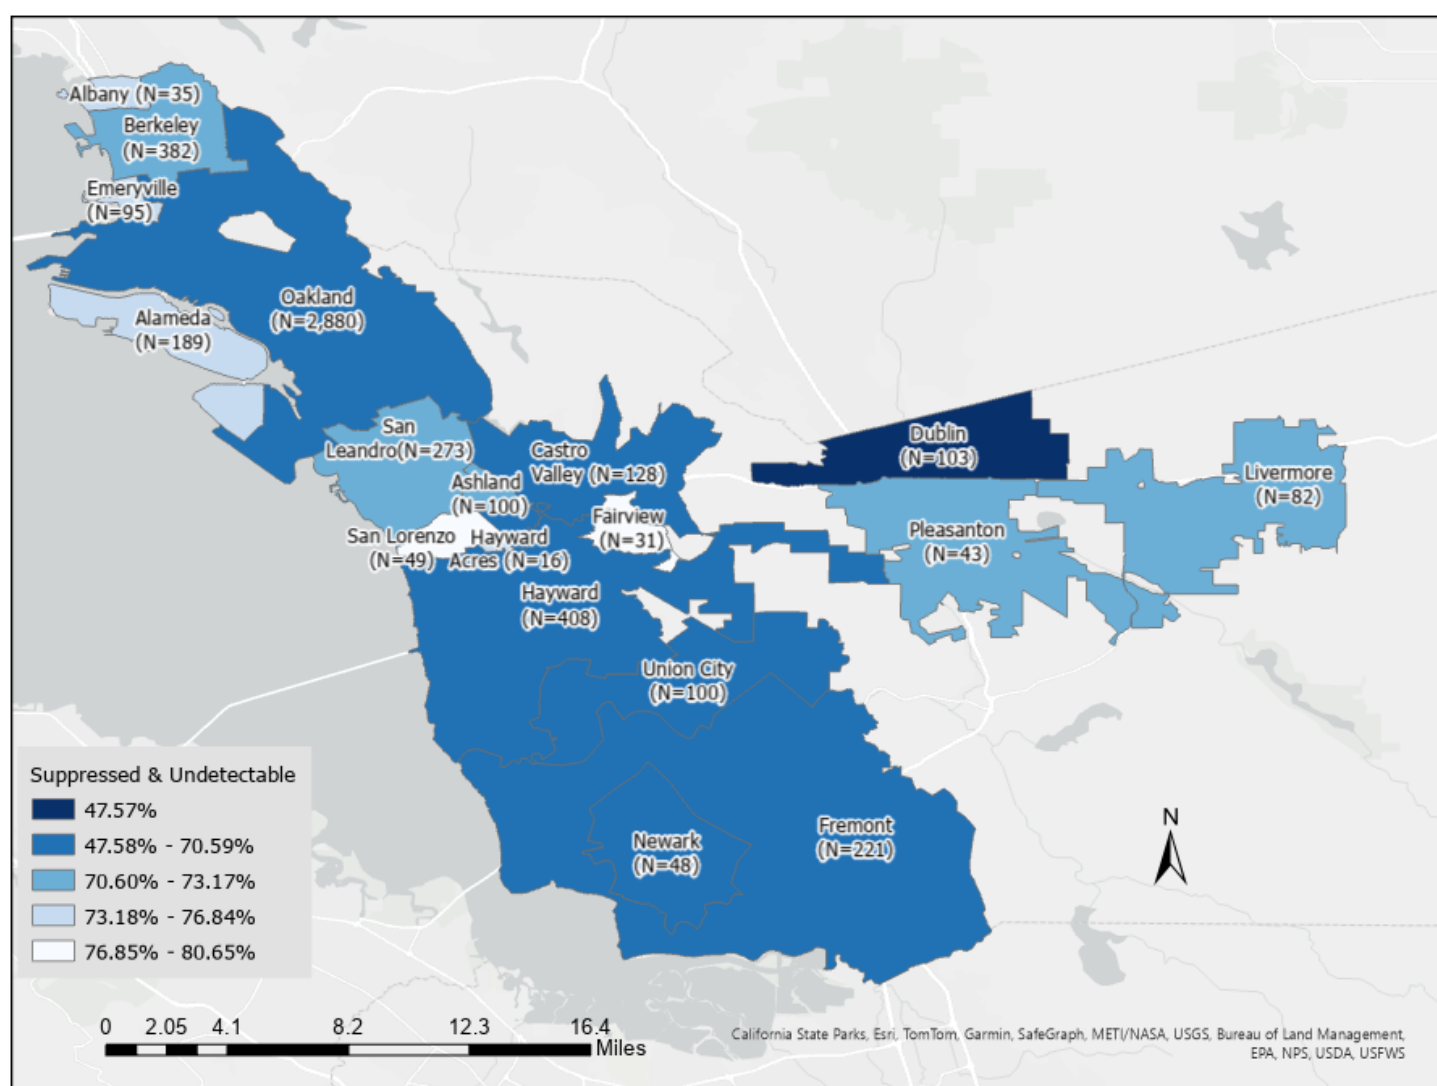 Albany (N=35)
Berkeley
(N=382)
Emeryville
(N=95)
Oakland
(N=2,880)
Alameda
(N=189)
San
Leandro(N=273)
Castro
Valley (N=128)
Ashland
(N=100)
Dublin
(N=103)
Livermore
(N=82)
Fairview
(N=31)
Pleasanton
(N=43)
San Lorenzo
(N=49)
Hayward
Acres (N=16)
Hayward
(N=408)
Union City
(N=100)
Newark
(N=48)
Fremont
(N=221)
Suppressed & Undetectable
47.57%
47.58% - 70.59%
70.60% - 73.17%
73.18% - 76.84%
76.85% - 80.65%
N
0 2.05 4.1 8.2 12.3 16.4
Miles
California State Parks, Esri, TomTom, Garmin, SafeGraph, METI/NASA, USGS, Bureau of Land Management,
EPA, NPS, USDA, USFWS